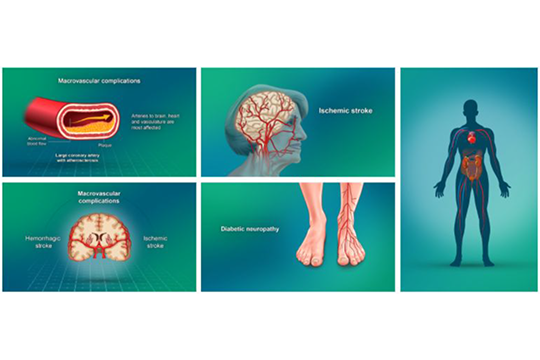 Macrovascular complications
Arteries to brain, heart
and vasculature are
most affected
Abnormal
blood flow
Plaque
Large coronary artery
with atherosclerosis
Ischemic stroke
Macrovascular
complications
Hemorrhagic
stroke
Ischemic
stroke
Diabetic neuropathy